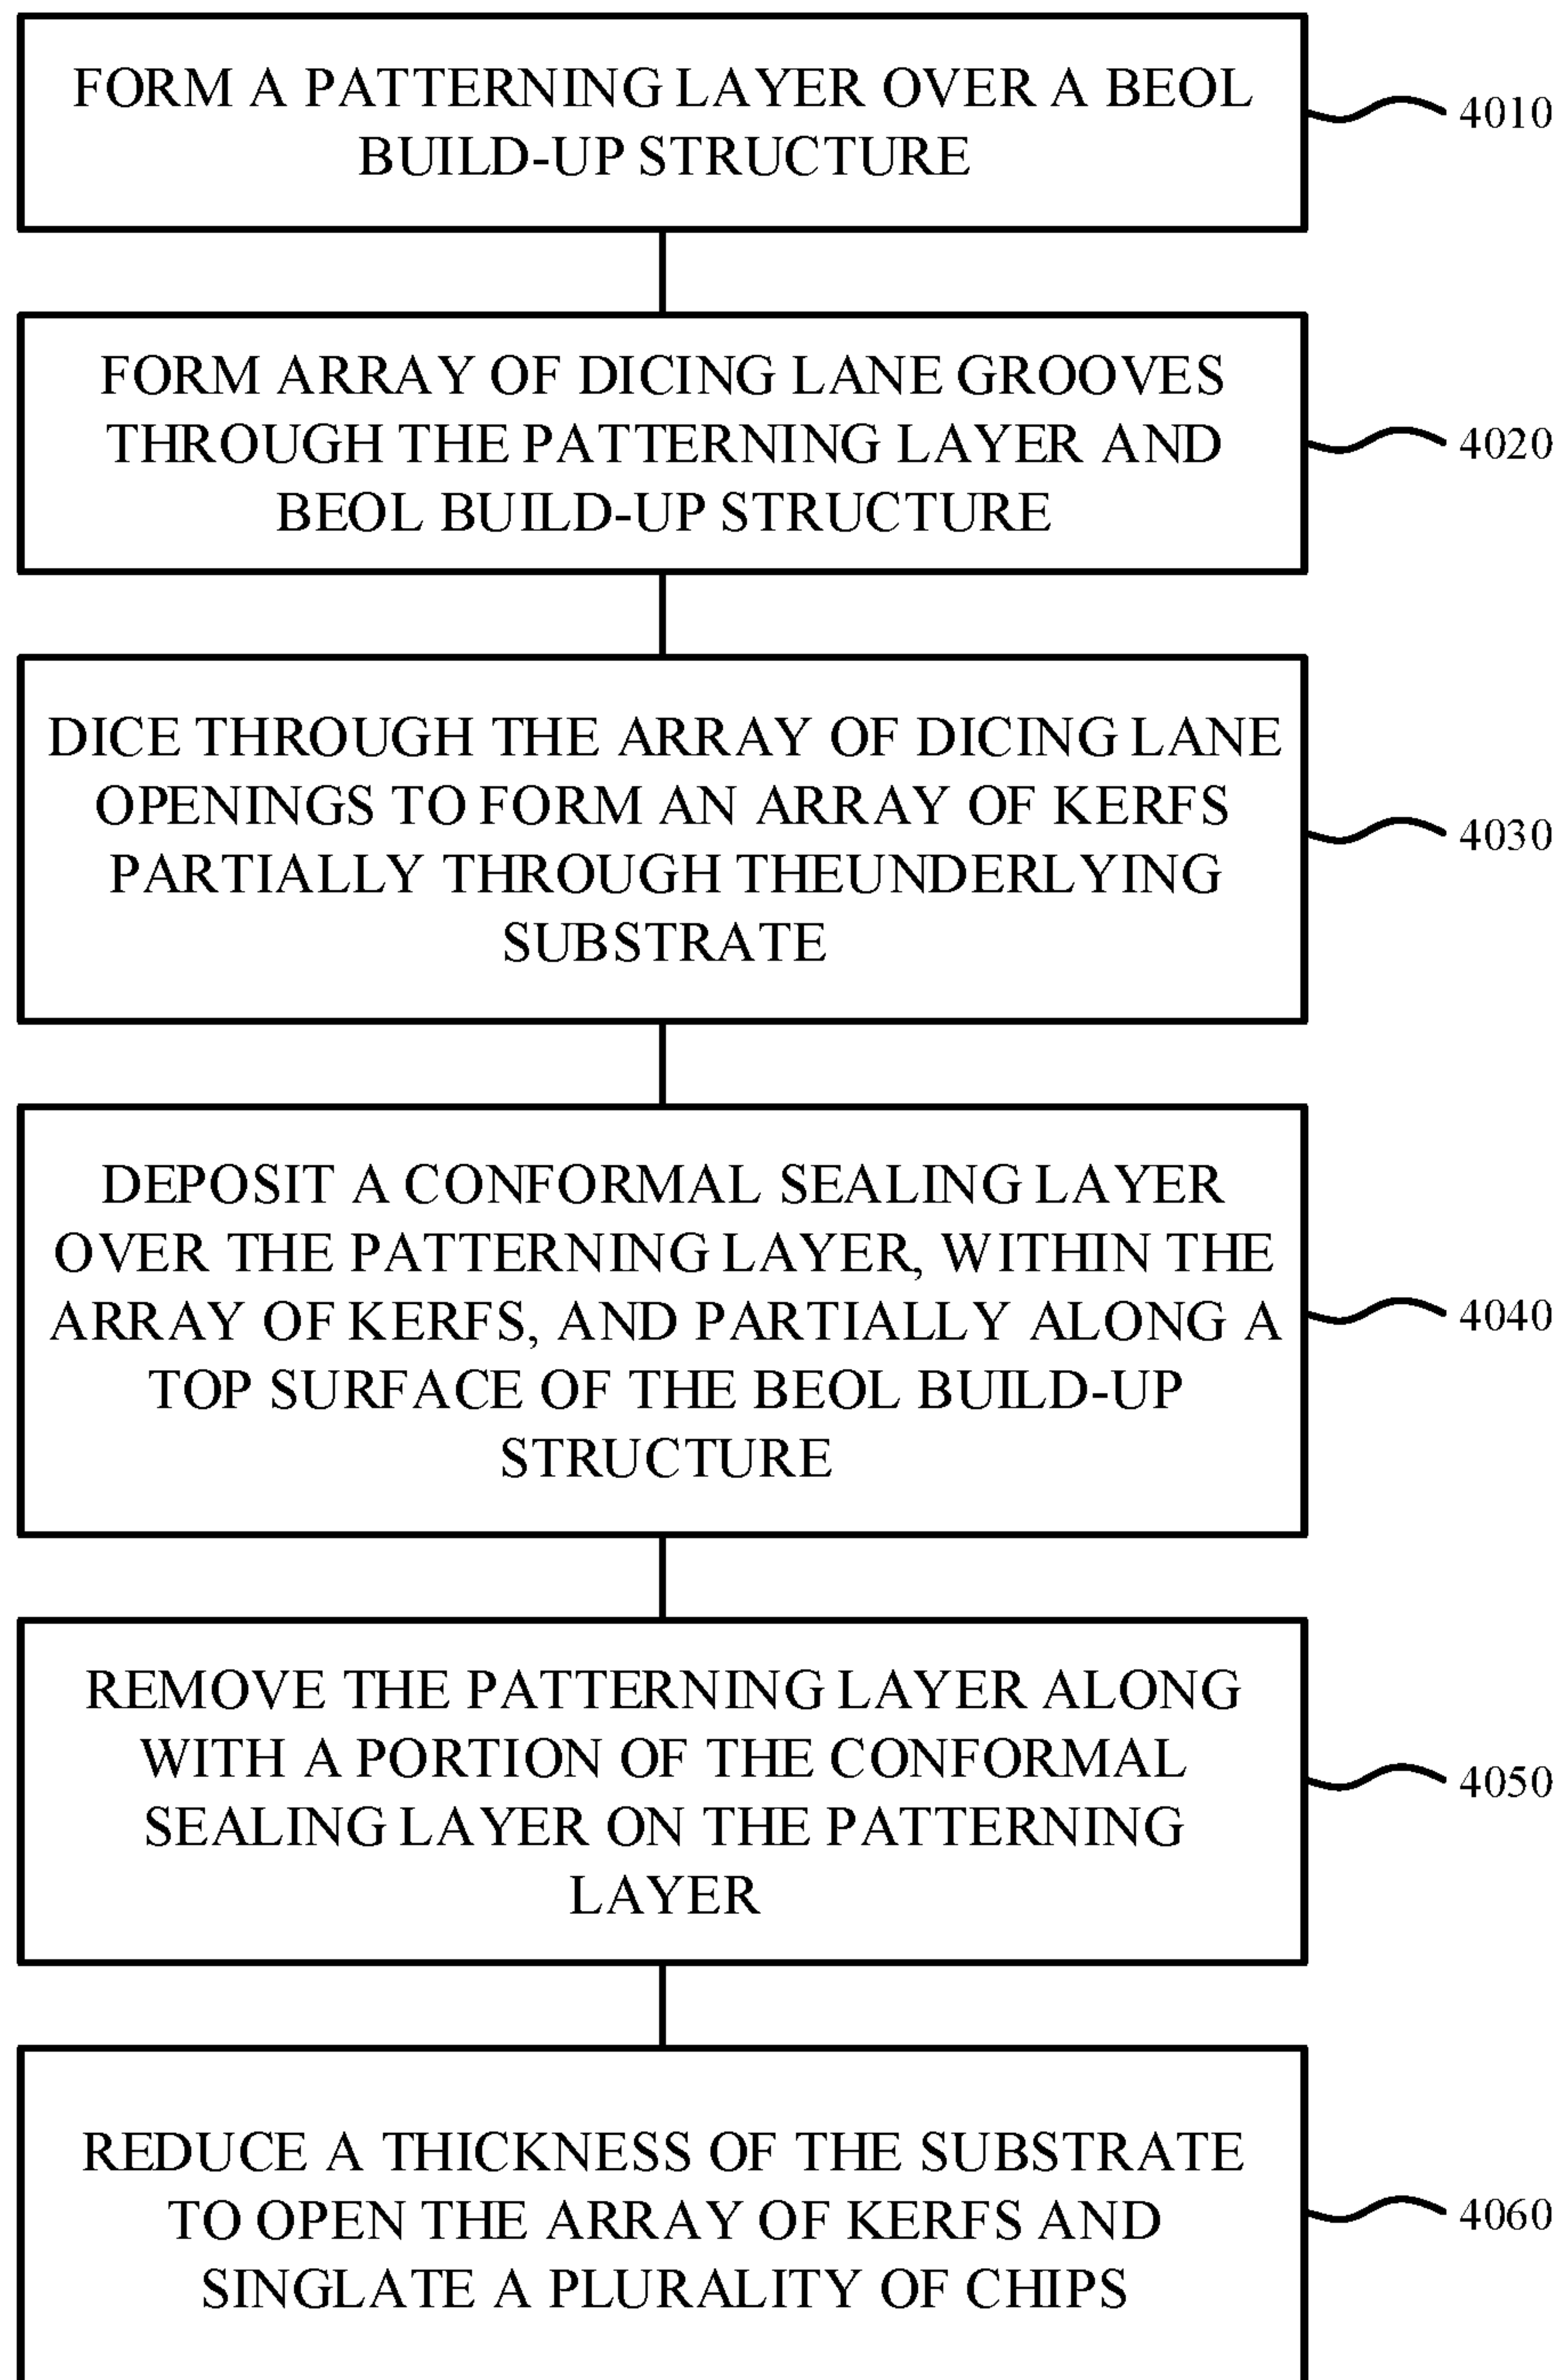 FORM A PATTERNING LAYER OVER A BEOL
BUILD-UP STRUCTURE
4010
FORM ARRAY OF DICING LANE GROOVES
THROUGH THE PATTERNING LAYER AND
BEOL BUILD-UP STRUCTURE
4020
DICE THROUGH THE ARRAY OF DICING LANE
OPENINGS TO FORM AN ARRAY OF KERFS
PARTIALLY THROUGH THEUNDERLYING
SUBSTRATE
4030
DEPOSIT A CONFORMAL SEALING LAYER
OVER THE PATTERNING LAYER, WITHIN THE
ARRAY OF KERFS, AND PARTIALLY ALONG A
TOP SURFACE OF THE BEOL BUILD-UP
STRUCTURE
4040
REMOVE THE PATTERNING LAYER ALONG
WITH A PORTION OF THE CONFORMAL
SEALING LAYER ON THE PATTERNING
LAYER
4050
REDUCE A THICKNESS OF THE SUBSTRATE
TO OPEN THE ARRAY OF KERFS AND
SINGLATE A PLURALITY OF CHIPS
4060